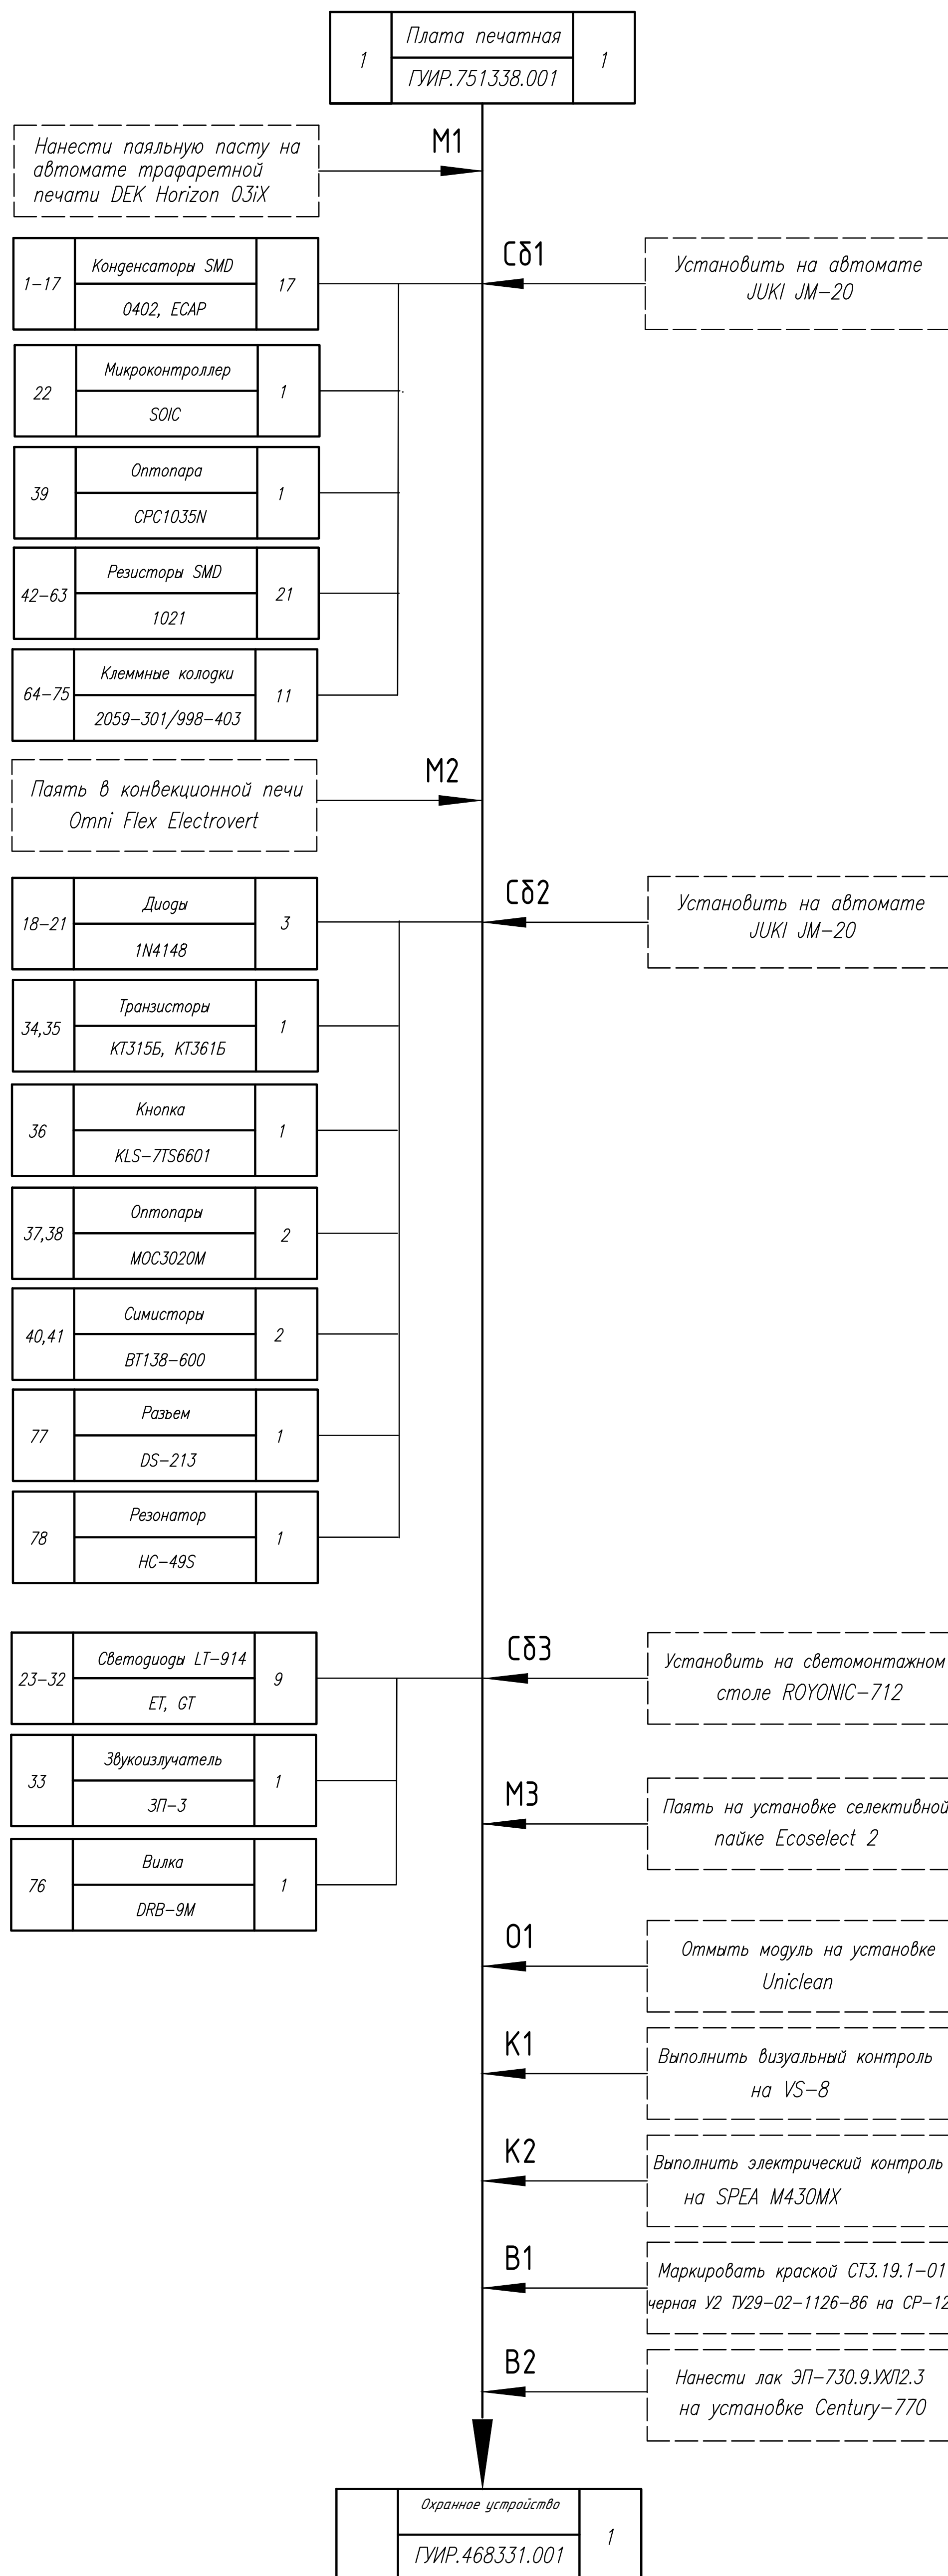 1
Плата печатная
ГУИР.751338.001
1
М1
Нанести паяльную пасту на
автомате трафаретной
печати DEK Horizon 03iX
Сб1
Установить на автомате
JUKI JM-20
1-17
Конденсаторы SMD
0402, ECAP
17
22
Микроконтроллер
SOIC
1
39
Оптопара
CPC1035N
1
42-63
Резисторы SMD
1021
21
64-75
Клеммные колодки
2059-301/998-403
11
М2
Паять в конвекционной печи
Omni Flex Electrovert
Сб2
Установить на автомате
JUKI JM-20
18-21
Диоды
1N4148
3
34,35
Транзисторы
КТ315Б, КТ361Б
1
36
Кнопка
KLS-7TS6601
1
37,38
Оптопары
MOC3020M
2
40,41
Симисторы
BT138-600
2
77
Разьем
DS-213
1
78
Резонатор
HC-49S
1
Сб3
Установить на светомонтажном
столе ROYONIC-712
23-32
Светодиоды LT-914
ET, GT
9
33
Звукоизлучатель
ЗП-3
1
М3
Паять на установке селективной
пайке Ecoselect 2
76
Вилка
DRB-9M
1
О1
Отмыть модуль на установке
Uniclean
К1
Выполнить визуальный контроль
на VS-8
К2
Выполнить электрический контроль
на SPEA M430MX
В1
Маркировать краской СТ3.19.1-01
черная У2 ТУ29-02-1126-86 на СР-12
В2
Нанести лак ЭП-730.9.УХЛ2.3
на установке Century-770
Охранное устройство
ГУИР.468331.001
1